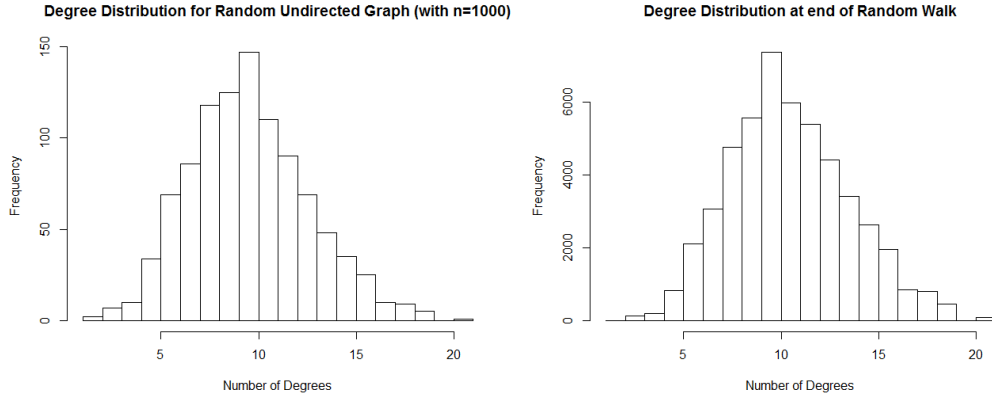 Degree Distribution for Random Undirected Graph (with n=1000)
Frequency
0 50 100 150
5 10 15 20
Number of Degrees
Degree Distribution at end of Random Walk
Frequency
0 2000 4000 6000
5 10 15 20
Number of Degrees